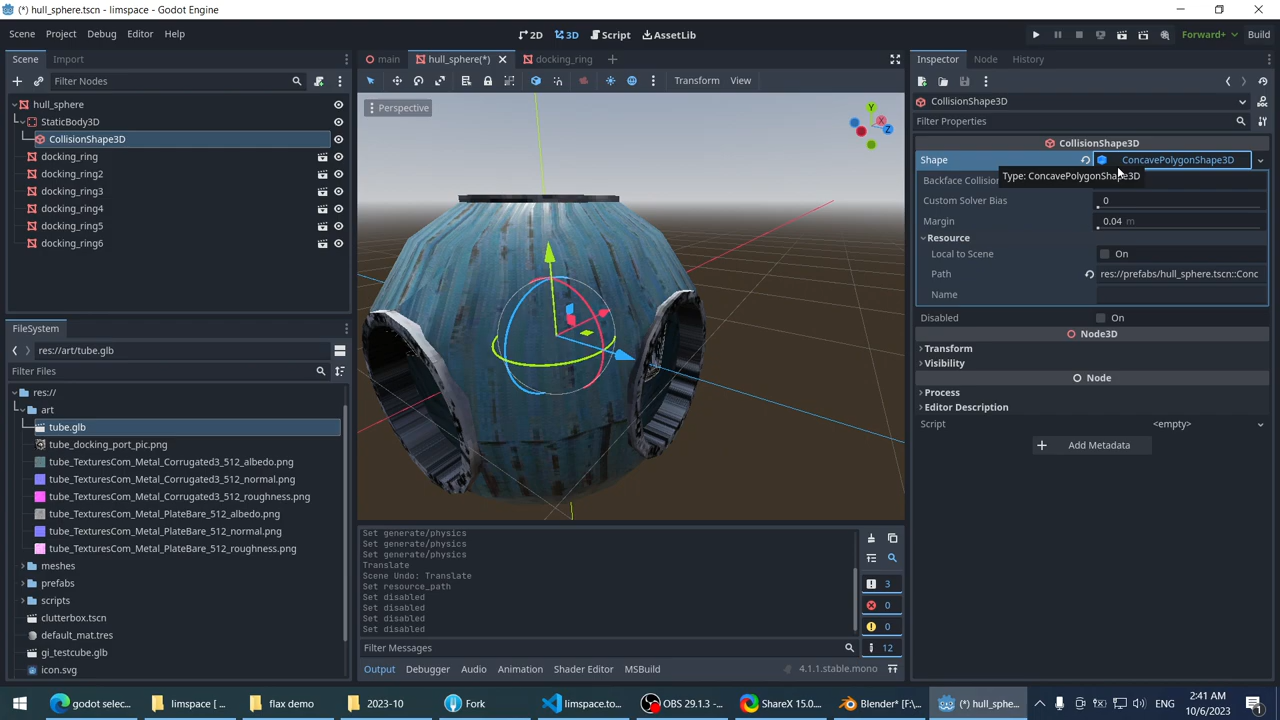 (*) hull_sphere.tscn - limspace - Godot Engine
Scene Project Debug Editor Help
2D 3D Script AssetLib
Forward+ Build
Scene Import
main hull_sphere(*) docking_ring
Inspector Node History
Filter Nodes
Transform View
hull_sphere
StaticBody3D
CollisionShape3D
docking_ring
docking_ring2
docking_ring3
docking_ring4
docking_ring5
docking_ring6
Perspective
Y
X
Z
CollisionShape3D
Filter Properties
CollisionShape3D
Shape ConcavePolygonShape3D
Type: ConcavePolygonShape3D
Backface Collision
Custom Solver Bias 0
Margin 0.04 m
Resource
Local to Scene On
Path res://prefabs/hull_sphere.tscn::Conc
Name
Disabled On
Node3D
Transform
Visibility
Node
Process
Editor Description
Script <empty>
Add Metadata
FileSystem
res://art/tube.glb
Filter Files
res://
art
tube.glb
tube_docking_port_pic.png
tube_TexturesCom_Metal_Corrugated3_512_albedo.png
tube_TexturesCom_Metal_Corrugated3_512_normal.png
tube_TexturesCom_Metal_Corrugated3_512_roughness.png
tube_TexturesCom_Metal_PlateBare_512_albedo.png
tube_TexturesCom_Metal_PlateBare_512_normal.png
tube_TexturesCom_Metal_PlateBare_512_roughness.png
meshes
prefabs
scripts
clutterbox.tscn
default_mat.tres
gi_testcube.glb
icon.svg
Set generate/physics
Set generate/physics
Set generate/physics
Translate
Scene Undo: Translate
Set resource_path
Set disabled
Set disabled
Set disabled
Set disabled
3
0
0
12
Filter Messages
Output Debugger Audio Animation Shader Editor MSBuild
4.1.1.stable.mono
godot selec...
limspace [ ...
flax demo
2023-10
Fork
limspace.to...
OBS 29.1.3 -...
ShareX 15.0...
Blender* [F:\...
(*) hull_sphe...
ENG
2:41 AM
10/6/2023